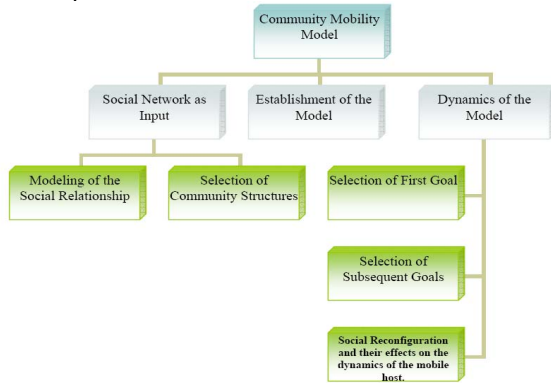 Community Mobility
Model
Social Network as
Input
Establishment of the
Model
Dynamics of the
Model
Modeling of the
Social Relationship
Selection of
Community Structures
Selection of First Goal
Selection of
Subsequent Goals
Social Reconfiguration
and their effects on the
dynamics of the mobile
host.